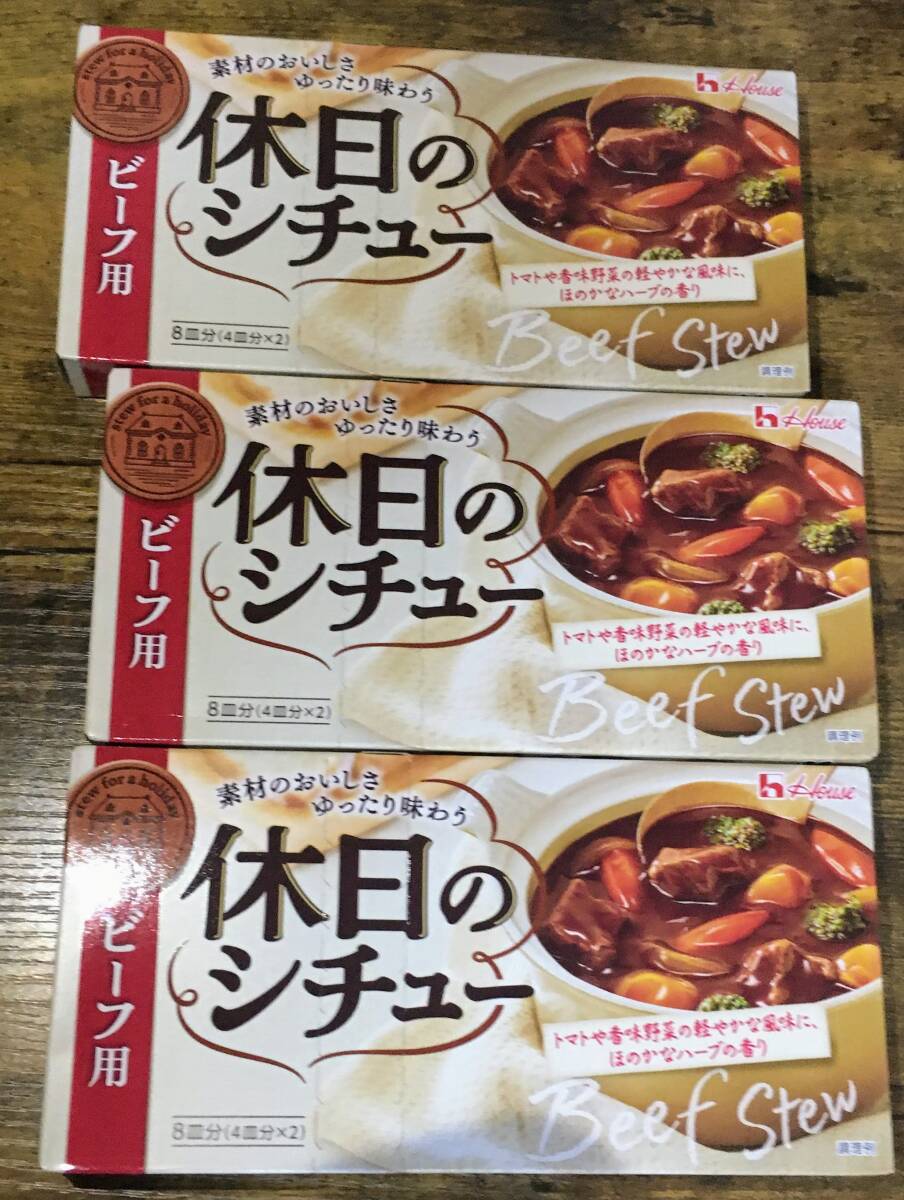 stew for a holiday
素材のおいしさ
ゆったり味わう
休日の
シチュー
ビーフ用
House
トマトや香味野菜の軽やかな風味に、
ほのかなハーブの香り
8皿分(4皿分×2)
Beef Stew
調理例
stew for a holiday
素材のおいしさ
ゆったり味わう
休日の
シチュー
ビーフ用
House
トマトや香味野菜の軽やかな風味に、
ほのかなハーブの香り
8皿分(4皿分×2)
Beef Stew
調理例
stew for a holiday
素材のおいしさ
ゆったり味わう
休日の
シチュー
ビーフ用
House
トマトや香味野菜の軽やかな風味に、
ほのかなハーブの香り
8皿分(4皿分×2)
Beef Stew
調理例